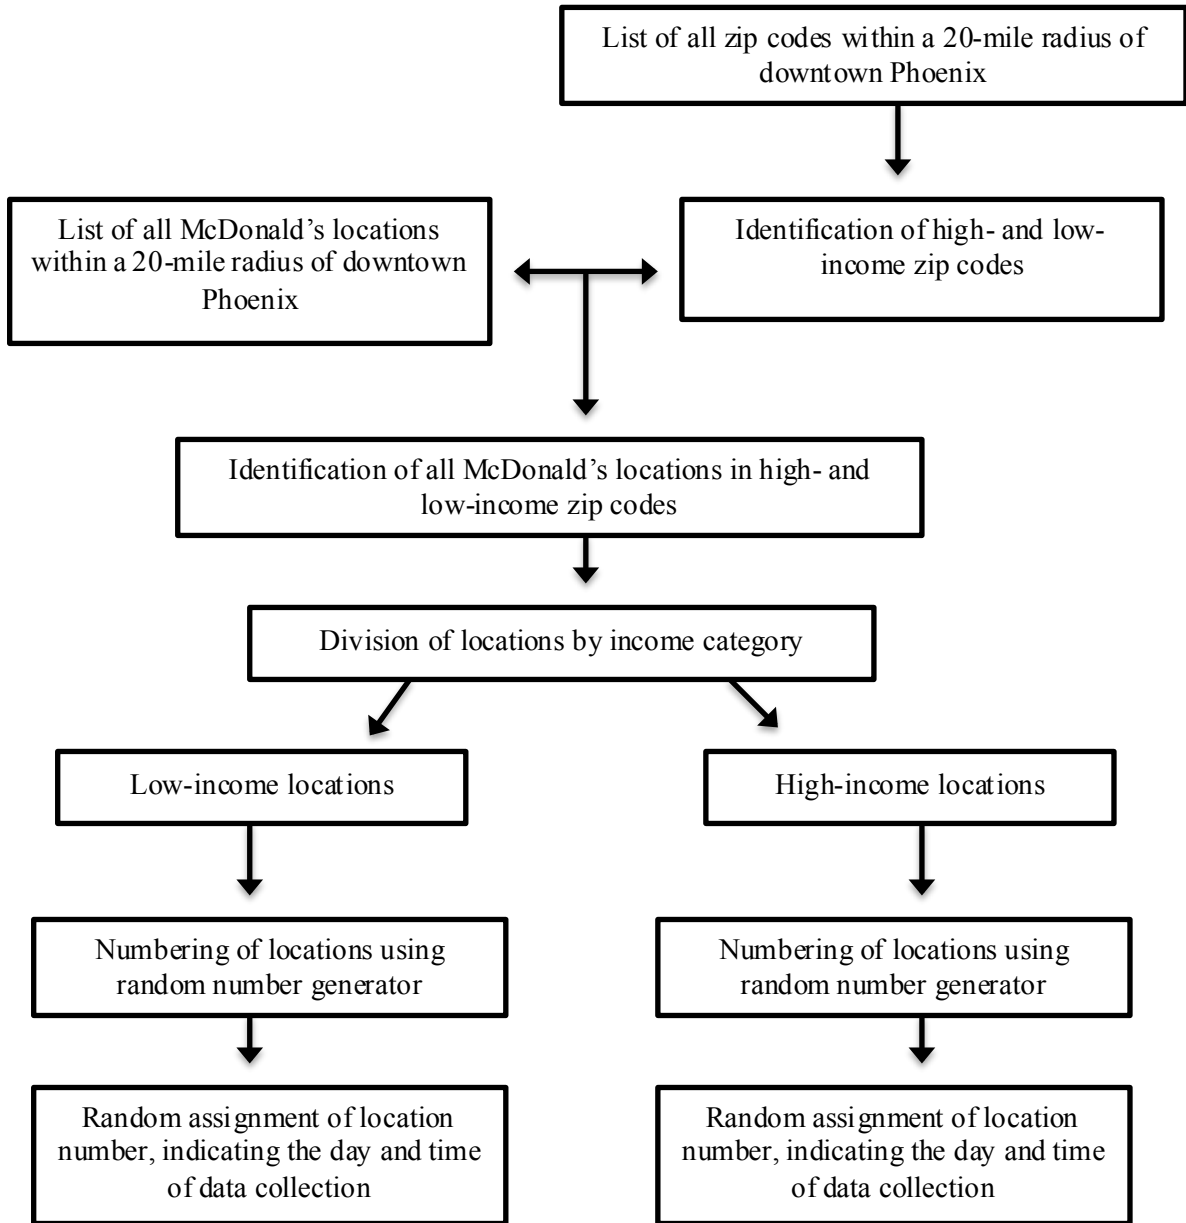 List of all zip codes within a 20-mile radius of
downtown Phoenix
List of all McDonald’s locations
within a 20-mile radius of downtown
Phoenix
Identification of high- and low-
income zip codes
Identification of all McDonald’s locations in high- and
low-income zip codes
Division of locations by income category
Low-income locations
High-income locations
Numbering of locations using
random number generator
Numbering of locations using
random number generator
Random assignment of location
number, indicating the day and time
of data collection
Random assignment of location
number, indicating the day and time
of data collection